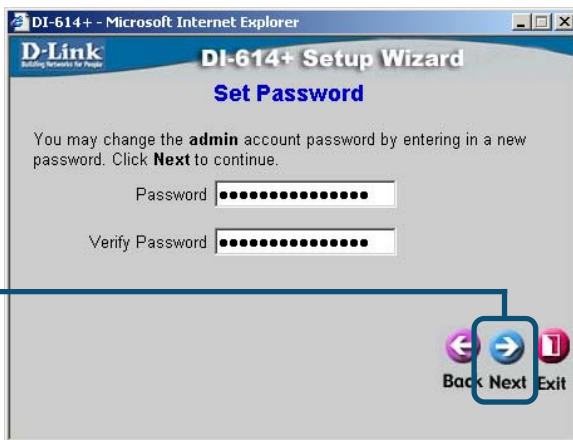 DI-614+ - Microsoft Internet Explorer
D-Link
Building Networks for People
DI-614+ Setup Wizard
Set Password
You may change the admin account password by entering in a new
password. Click Next to continue.
Password ●●●●●●●●●●●●●●●
Verify Password ●●●●●●●●●●●●●●●
Back Next Exit